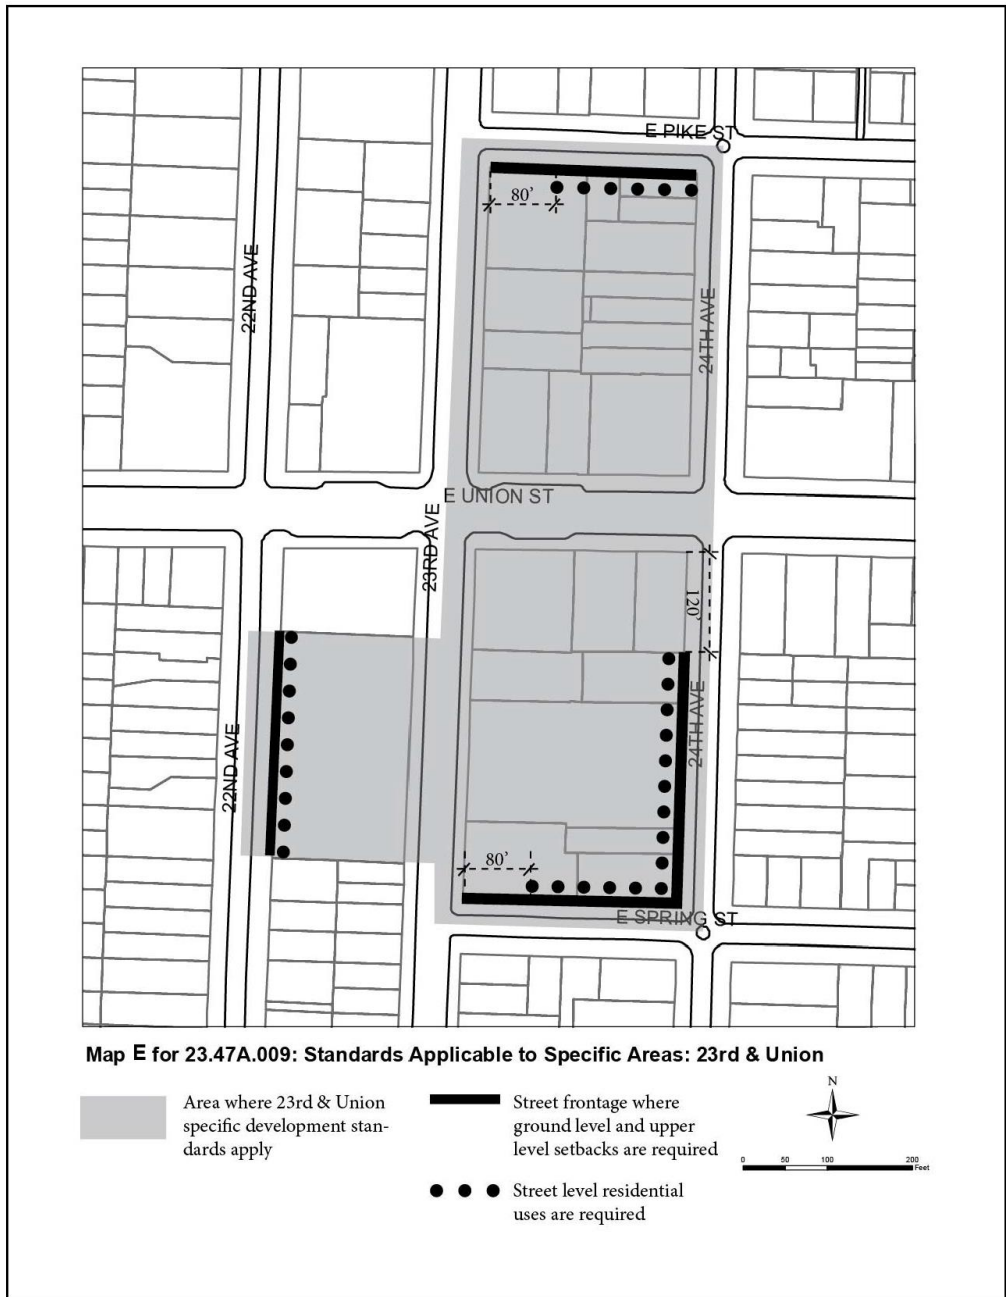 E PIKE ST
80’
22ND AVE
24TH AVE
E UNION ST
23RD AVE
120’
24TH AVE
22ND AVE
80’
E SPRING ST
Map E for 23.47A.009: Standards Applicable to Specific Areas: 23rd & Union
Area where 23rd & Union
specific development stan-
dards apply
Street frontage where
ground level and upper
level setbacks are required
Street level residential
uses are required
N
0 50 100 200
Feet